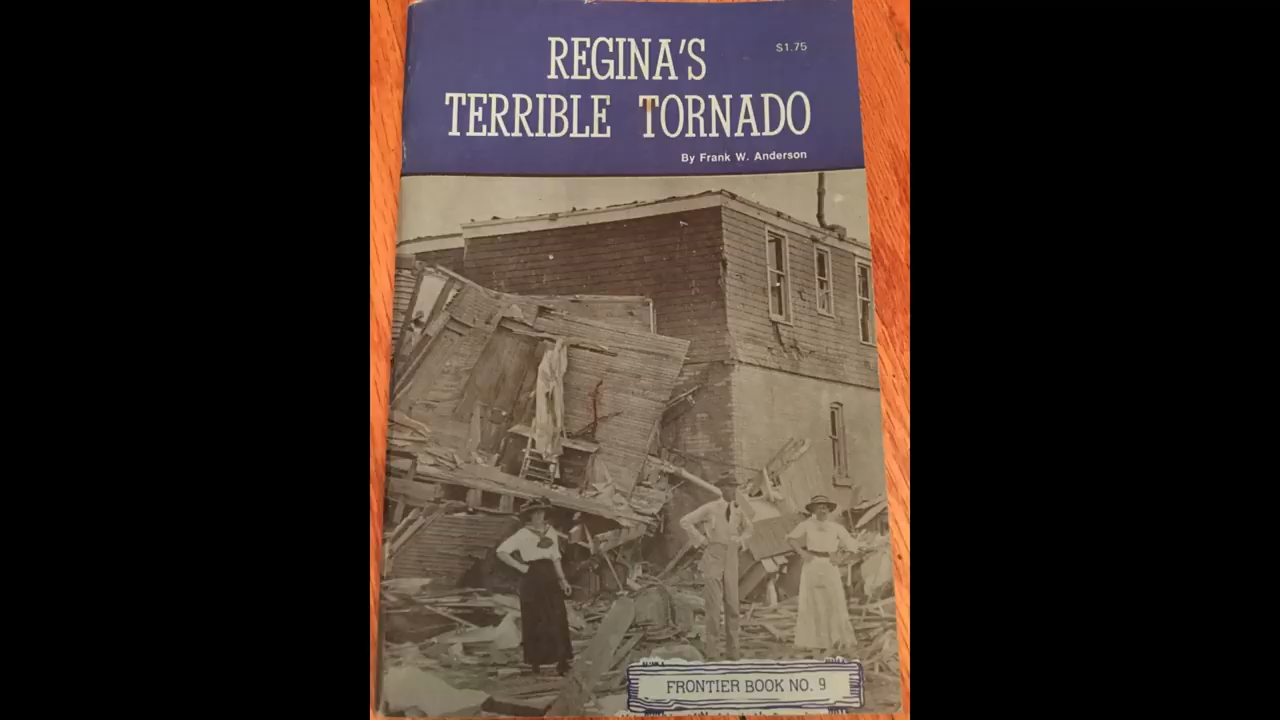 REGINA'S
$1.75
TERRIBLE TORNADO
By Frank W. Anderson
FRONTIER BOOK NO. 9